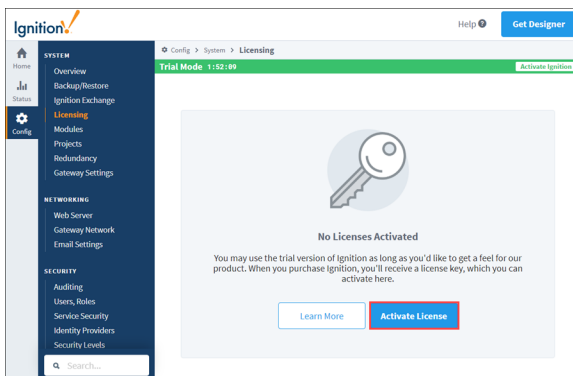 Ignition
Help ?
Get Designer
Home
Status
Config
SYSTEM
Overview
Backup/Restore
Ignition Exchange
Licensing
Modules
Projects
Redundancy
Gateway Settings
NETWORKING
Web Server
Gateway Network
Email Settings
SECURITY
Auditing
Users, Roles
Service Security
Identity Providers
Security Levels
Search...
Config > System > Licensing
Trial Mode 1:52:09
Activate Ignition
No Licenses Activated
You may use the trial version of Ignition as long as you'd like to get a feel for our
product. When you purchase Ignition, you'll receive a license key, which you can
activate here.
Learn More
Activate License